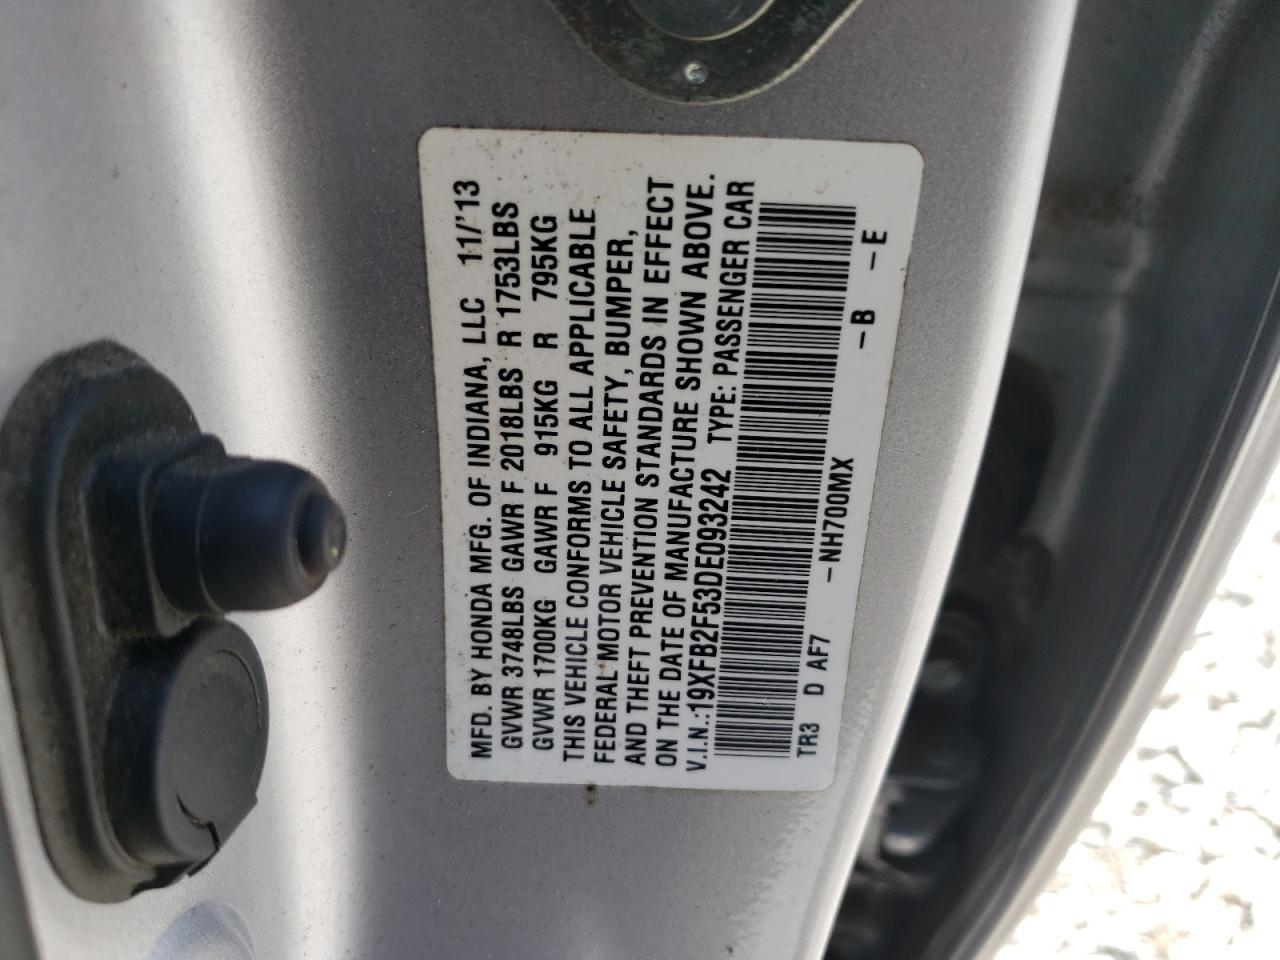 MFD. BY HONDA MFG. OF INDIANA, LLC 11/'13
GVWR 3748LBS GAWR F 2018LBS R 1753LBS
GVWR 1700KG GAWR F 915KG R 795KG
THIS VEHICLE CONFORMS TO ALL APPLICABLE
FEDERAL MOTOR VEHICLE SAFETY, BUMPER,
AND THEFT PREVENTION STANDARDS IN EFFECT
ON THE DATE OF MANUFACTURE SHOWN ABOVE.
V.I.N.:19XFB2F53DE093242 TYPE: PASSENGER CAR
TR3 D AF7 -NH700MX -B -E